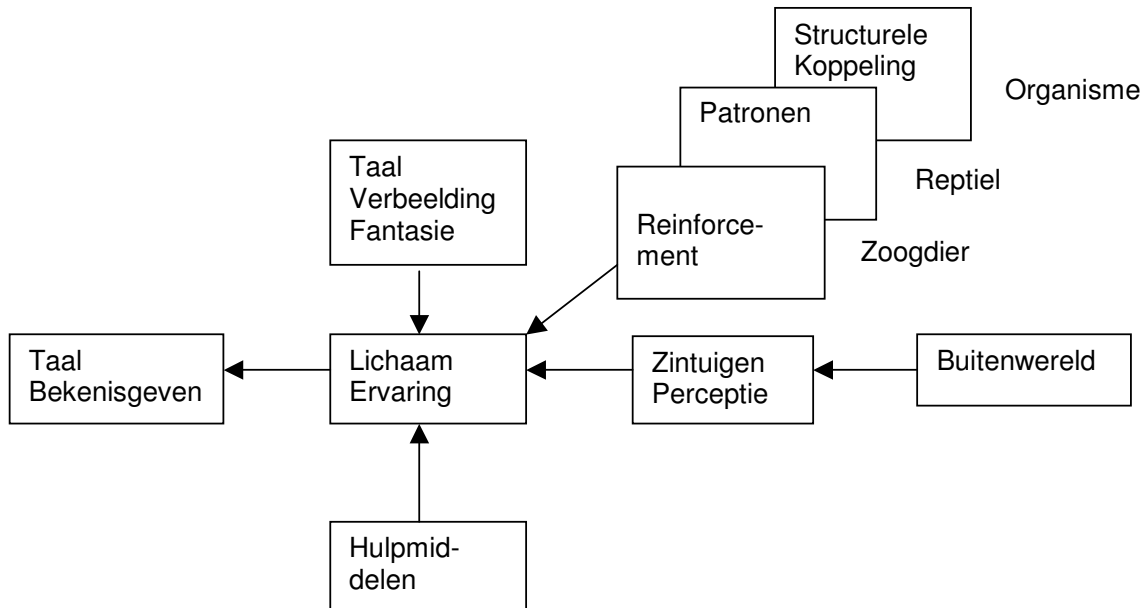 Structurele
Koppeling
Organisme
Patronen
Reptiel
Reinforce-
ment
Zoogdier
Taal
Verbeelding
Fantasie
Taal
Bekenisgeven
Lichaam
Ervaring
Zintuigen
Perceptie
Buitenwereld
Hulpmid-
delen